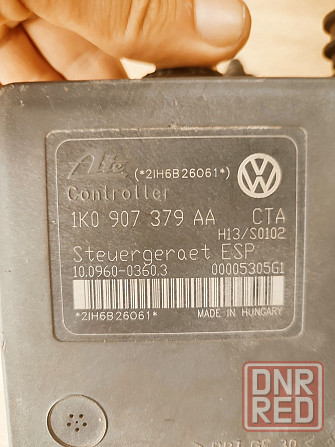 Ate (*2IH6B26061*)
Controller
1K0 907 379 AA CTA
H13/S0102
Steuergeraet ESP
10.0960-0360.3 00005305G1
*2IH6B26061* MADE IN HUNGARY
DNR
RED